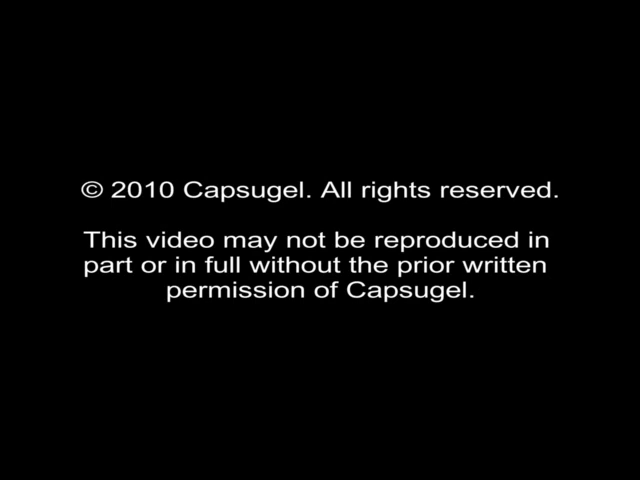 © 2010 Capsugel. All rights reserved.
This video may not be reproduced in
part or in full without the prior written
permission of Capsugel.